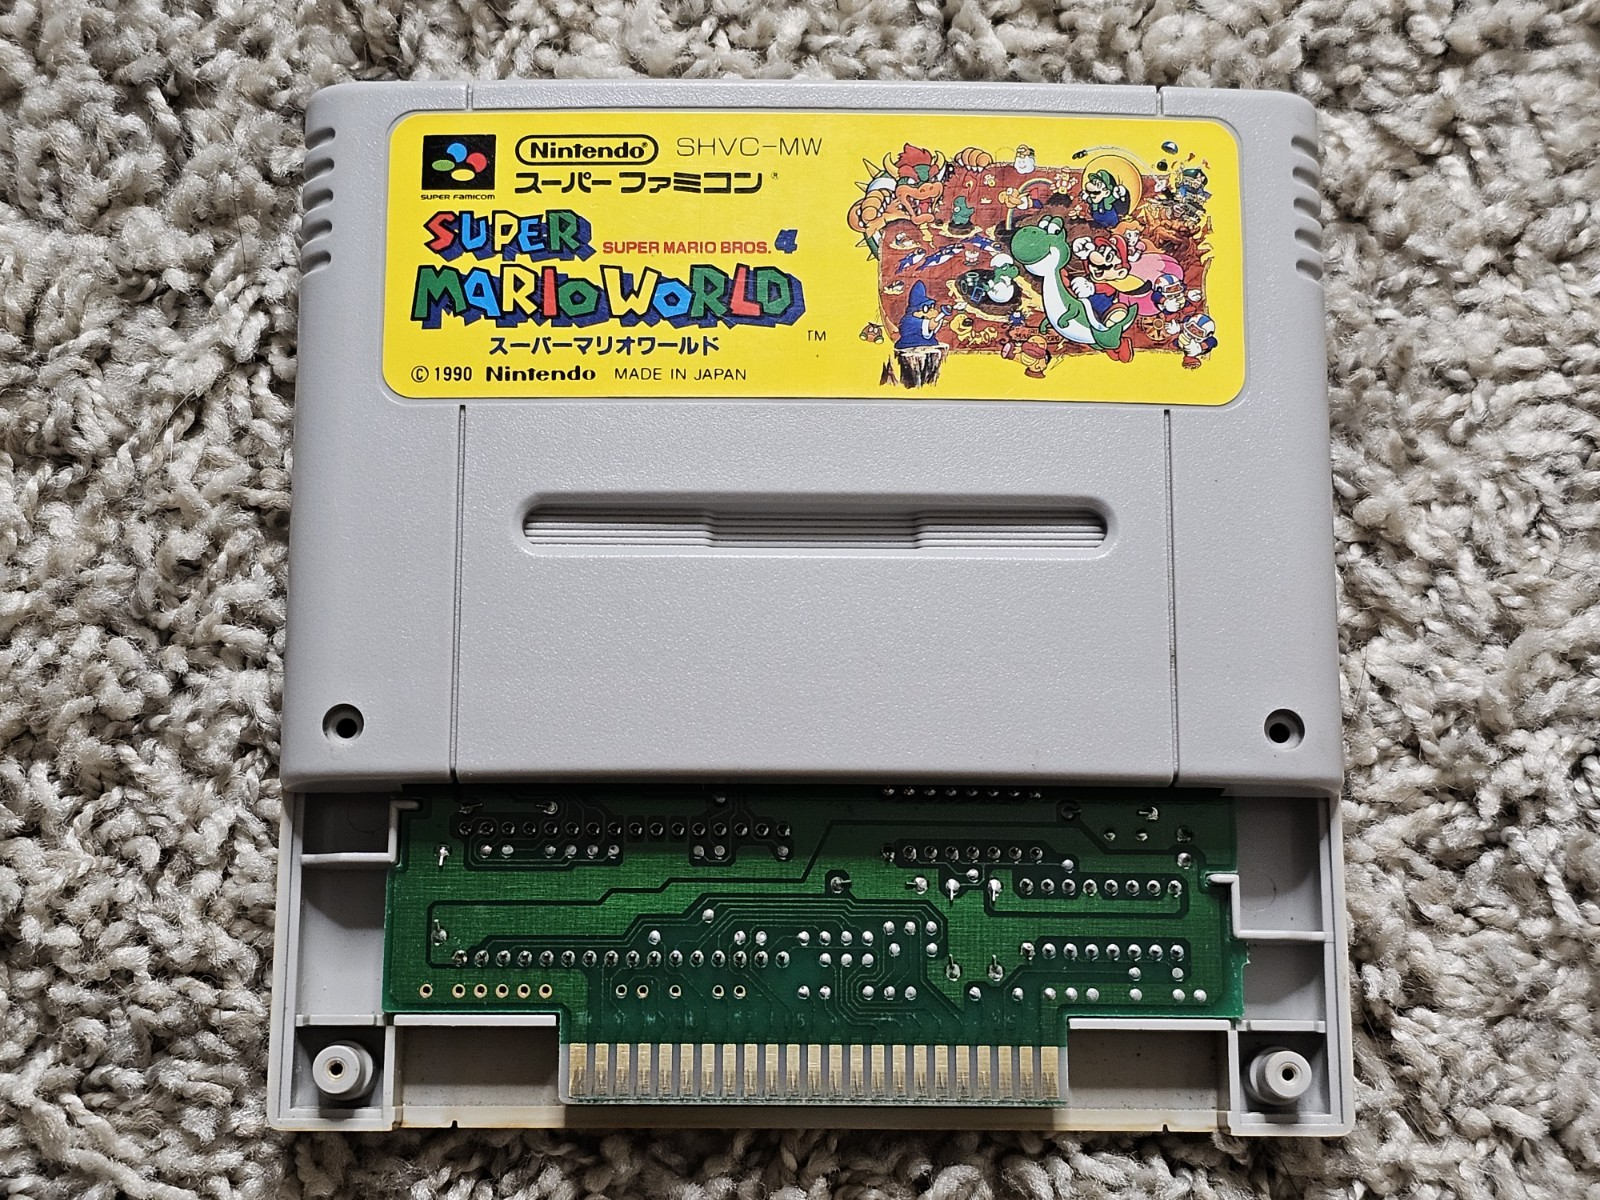 Nintendo® SHVC-MW
SUPER FAMICOM
スーパーファミコン®
SUPER SUPER MARIO BROS. 4
MARIO WORLD
TM
スーパーマリオワールド
© 1990 Nintendo MADE IN JAPAN